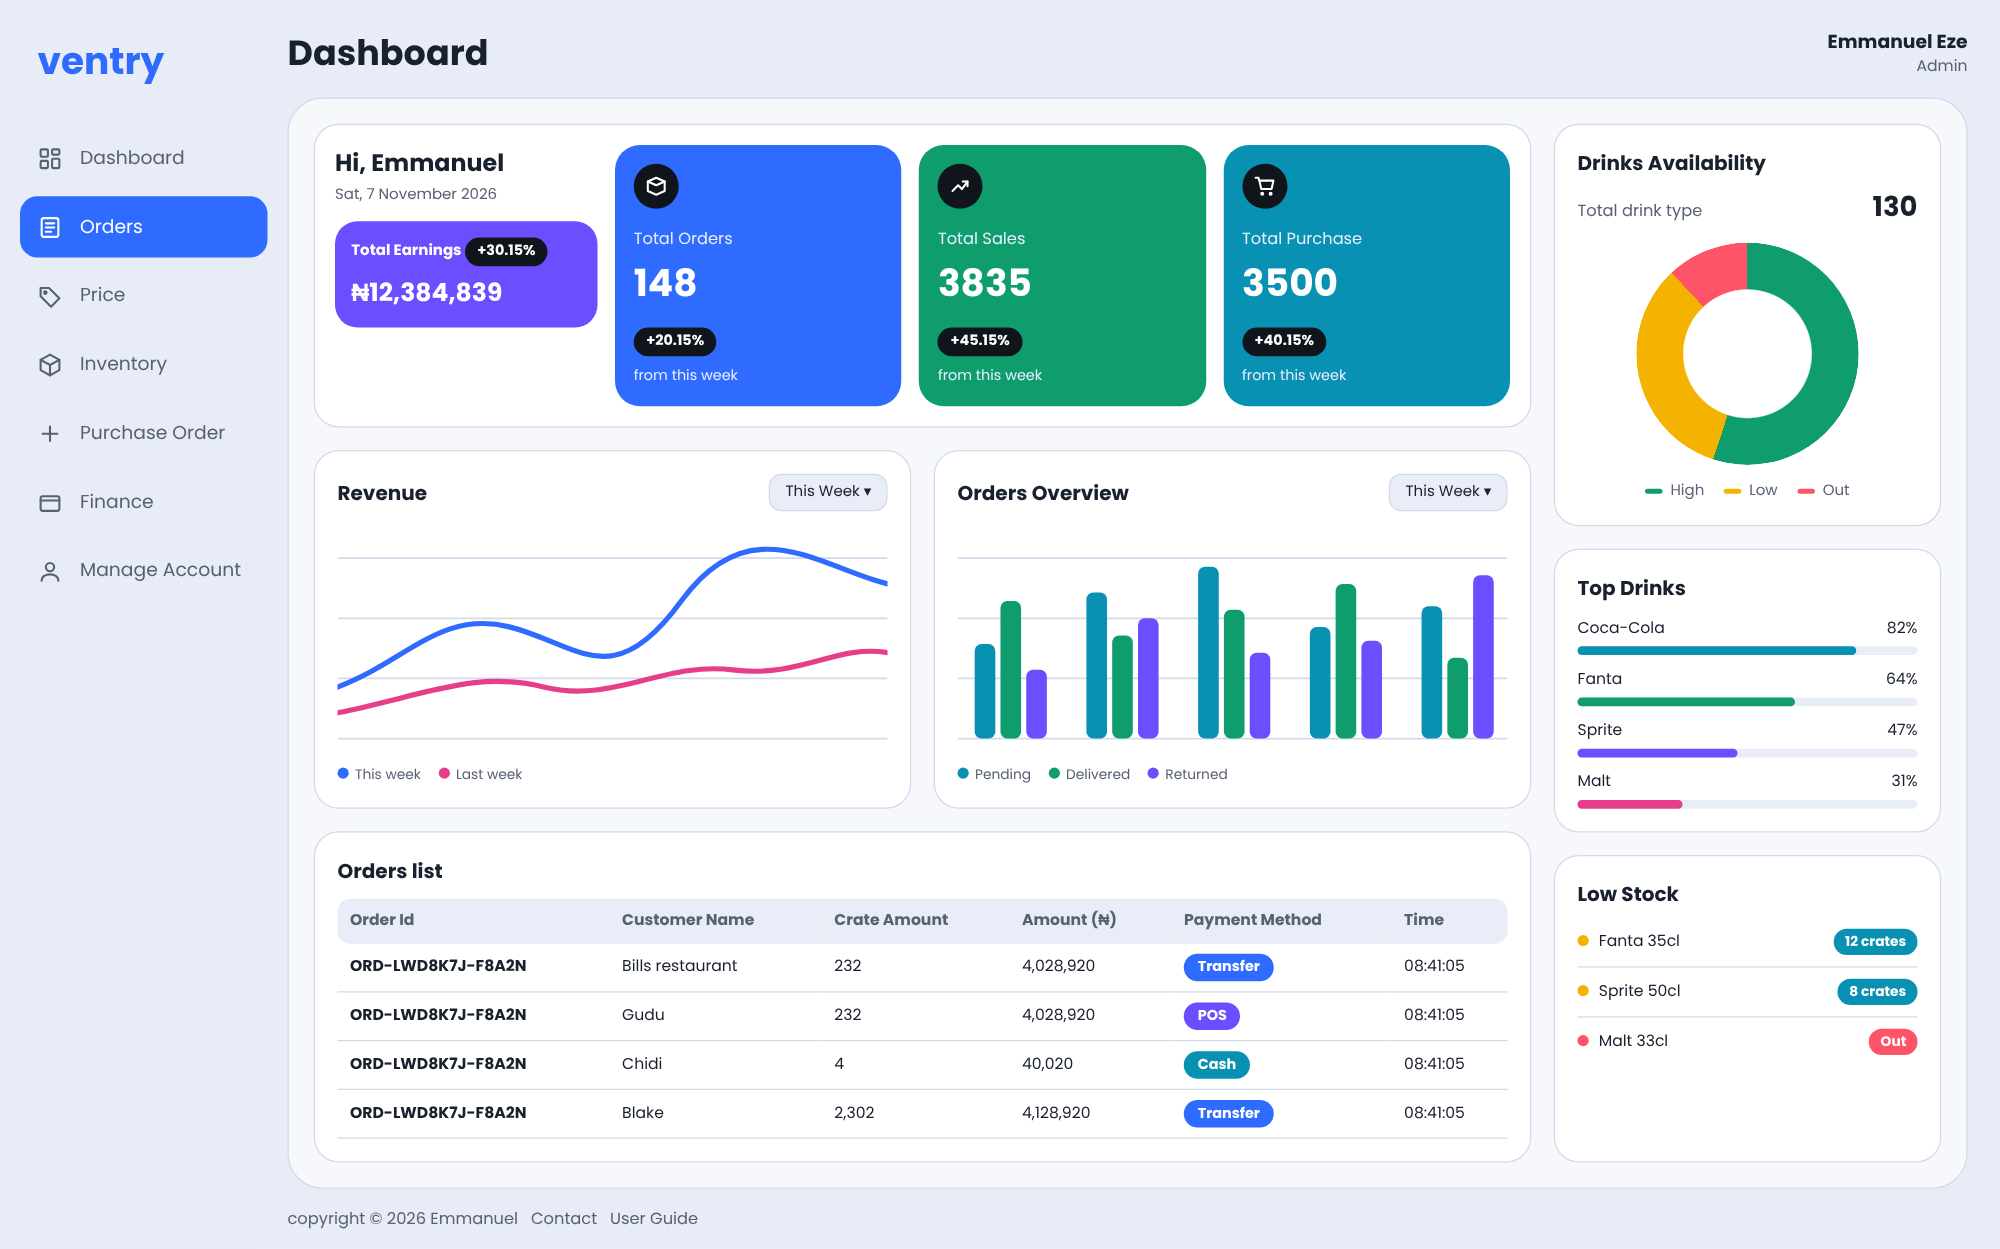 ventry
Dashboard
Orders
Price
Inventory
Purchase Order
Finance
Manage Account
Dashboard
Emmanuel Eze
Admin
Hi, Emmanuel
Sat, 7 November 2026
Total Earnings +30.15%
₦12,384,839
Total Orders
148
+20.15%
from this week
Total Sales
3835
+45.15%
from this week
Total Purchase
3500
+40.15%
from this week
Revenue
This Week ▾
This week Last week
Orders Overview
This Week ▾
Pending Delivered Returned
Orders list
Order Id Customer Name Crate Amount Amount (₦) Payment Method Time
ORD-LWD8K7J-F8A2N Bills restaurant 232 4,028,920 Transfer 08:41:05
ORD-LWD8K7J-F8A2N Gudu 232 4,028,920 POS 08:41:05
ORD-LWD8K7J-F8A2N Chidi 4 40,020 Cash 08:41:05
ORD-LWD8K7J-F8A2N Blake 2,302 4,128,920 Transfer 08:41:05
Drinks Availability
Total drink type 130
High Low Out
Top Drinks
Coca-Cola 82%
Fanta 64%
Sprite 47%
Malt 31%
Low Stock
Fanta 35cl 12 crates
Sprite 50cl 8 crates
Malt 33cl Out
copyright © 2026 Emmanuel Contact User Guide